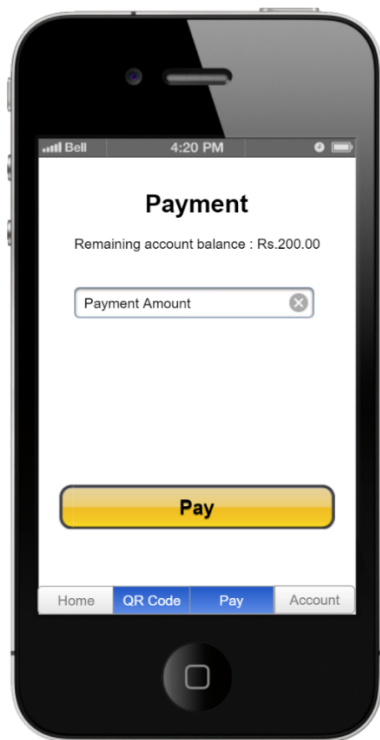 Bell 4:20 PM
Payment
Remaining account balance : Rs.200.00
Payment Amount
Pay
Home QR Code Pay Account